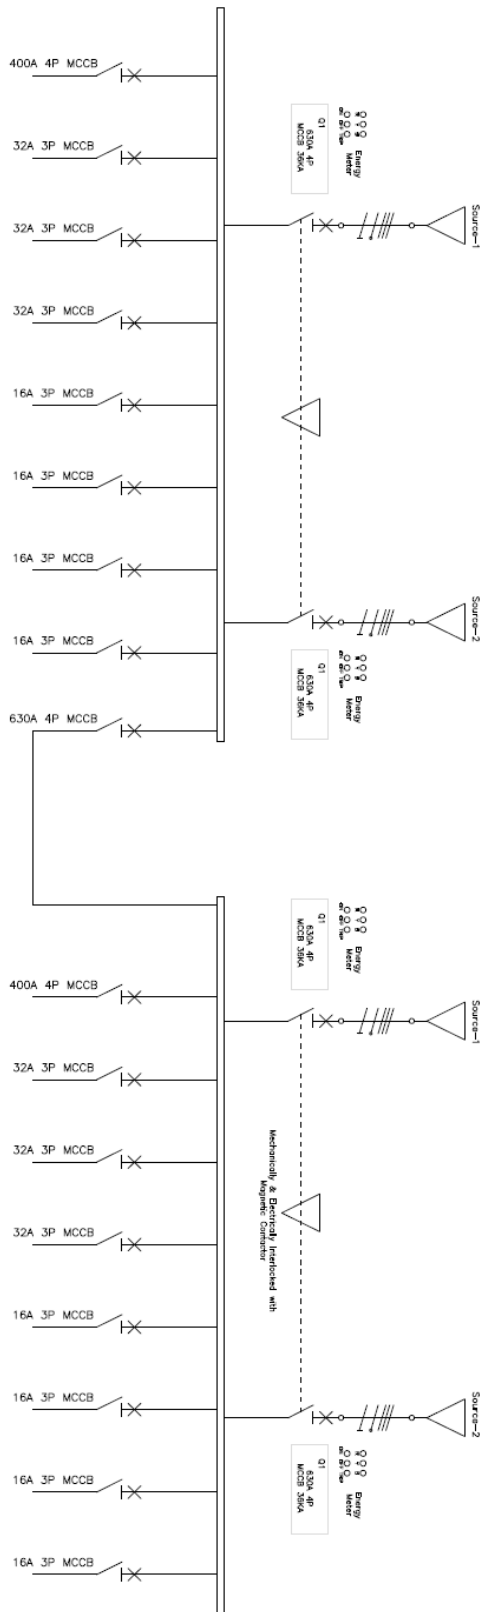 400A 4P MCCB
32A 3P MCCB
32A 3P MCCB
32A 3P MCCB
16A 3P MCCB
16A 3P MCCB
16A 3P MCCB
16A 3P MCCB
630A 4P MCCB
Q1
630A 4P
MCCB 36KA
Energy
Meter
Source-1
Source-2
Q1
630A 4P
MCCB 36KA
Energy
Meter
400A 4P MCCB
32A 3P MCCB
32A 3P MCCB
32A 3P MCCB
16A 3P MCCB
16A 3P MCCB
16A 3P MCCB
16A 3P MCCB
Q1
630A 4P
MCCB 36KA
Energy
Meter
Source-1
Mechanically & Electrically Interlocked with
Magnetic Contactor
Source-2
Q1
630A 4P
MCCB 36KA
Energy
Meter